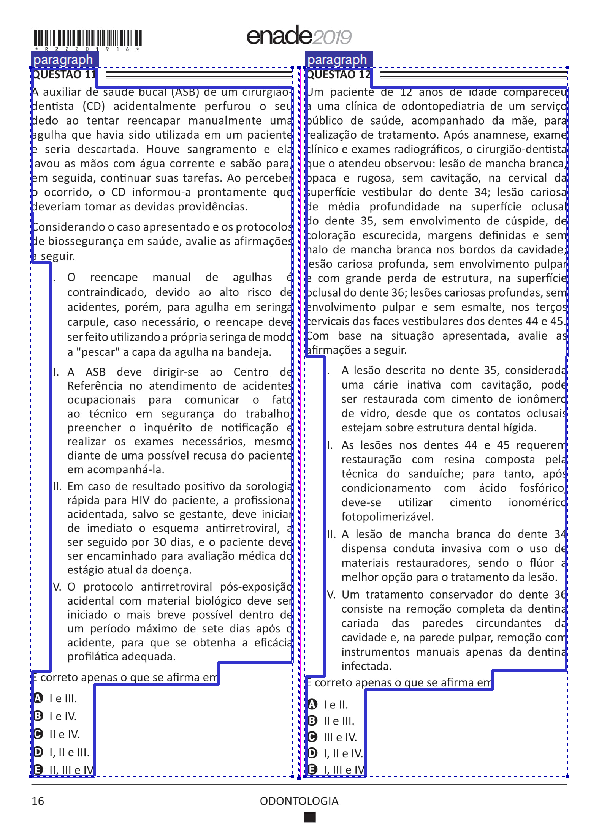 *R22201916*
enade2019
paragraph
QUESTÃO 11
A auxiliar de saúde bucal (ASB) de um cirurgião-
dentista (CD) acidentalmente perfurou o seu
dedo ao tentar reencapar manualmente uma
agulha que havia sido utilizada em um paciente
e seria descartada. Houve sangramento e ela
lavou as mãos com água corrente e sabão para,
em seguida, continuar suas tarefas. Ao perceber
o ocorrido, o CD informou-a prontamente que
deveriam tomar as devidas providências.
Considerando o caso apresentado e os protocolos
de biossegurança em saúde, avalie as afirmações
a seguir.
I. O reencape manual de agulhas é
contraindicado, devido ao alto risco de
acidentes, porém, para agulha em seringa
carpule, caso necessário, o reencape deve
ser feito utilizando a própria seringa de modo
a "pescar" a capa da agulha na bandeja.
II. A ASB deve dirigir-se ao Centro de
Referência no atendimento de acidentes
ocupacionais para comunicar o fato
ao técnico em segurança do trabalho,
preencher o inquérito de notificação e
realizar os exames necessários, mesmo
diante de uma possível recusa do paciente
em acompanhá-la.
III. Em caso de resultado positivo da sorologia
rápida para HIV do paciente, a profissional
acidentada, salvo se gestante, deve iniciar
de imediato o esquema antirretroviral, a
ser seguido por 30 dias, e o paciente deve
ser encaminhado para avaliação médica do
estágio atual da doença.
IV. O protocolo antirretroviral pós-exposição
acidental com material biológico deve ser
iniciado o mais breve possível dentro de
um período máximo de sete dias após o
acidente, para que se obtenha a eficácia
profilática adequada.
É correto apenas o que se afirma em
A I e III.
B I e IV.
C II e IV.
D I, II e III.
E II, III e IV.
paragraph
QUESTÃO 12
Um paciente de 12 anos de idade compareceu
a uma clínica de odontopediatria de um serviço
público de saúde, acompanhado da mãe, para
realização de tratamento. Após anamnese, exame
clínico e exames radiográficos, o cirurgião-dentista
que o atendeu observou: lesão de mancha branca,
opaca e rugosa, sem cavitação, na cervical da
superfície vestibular do dente 34; lesão cariosa
de média profundidade na superfície oclusal
do dente 35, sem envolvimento de cúspide, de
coloração escurecida, margens definidas e sem
halo de mancha branca nos bordos da cavidade;
lesão cariosa profunda, sem envolvimento pulpar
e com grande perda de estrutura, na superfície
oclusal do dente 36; lesões cariosas profundas, sem
envolvimento pulpar e sem esmalte, nos terços
cervicais das faces vestibulares dos dentes 44 e 45.
Com base na situação apresentada, avalie as
afirmações a seguir.
I. A lesão descrita no dente 35, considerada
uma cárie inativa com cavitação, pode
ser restaurada com cimento de ionômero
de vidro, desde que os contatos oclusais
estejam sobre estrutura dental hígida.
II. As lesões nos dentes 44 e 45 requerem
restauração com resina composta pela
técnica do sanduíche; para tanto, após
condicionamento com ácido fosfórico,
deve-se utilizar cimento ionomérico
fotopolimerizável.
III. A lesão de mancha branca do dente 34
dispensa conduta invasiva com o uso de
materiais restauradores, sendo o flúor a
melhor opção para o tratamento da lesão.
IV. Um tratamento conservador do dente 36
consiste na remoção completa da dentina
cariada das paredes circundantes da
cavidade e, na parede pulpar, remoção com
instrumentos manuais apenas da dentina
infectada.
É correto apenas o que se afirma em
A I e II.
B II e III.
C III e IV.
D I, II e IV.
E I, III e IV.
16
ODONTOLOGIA